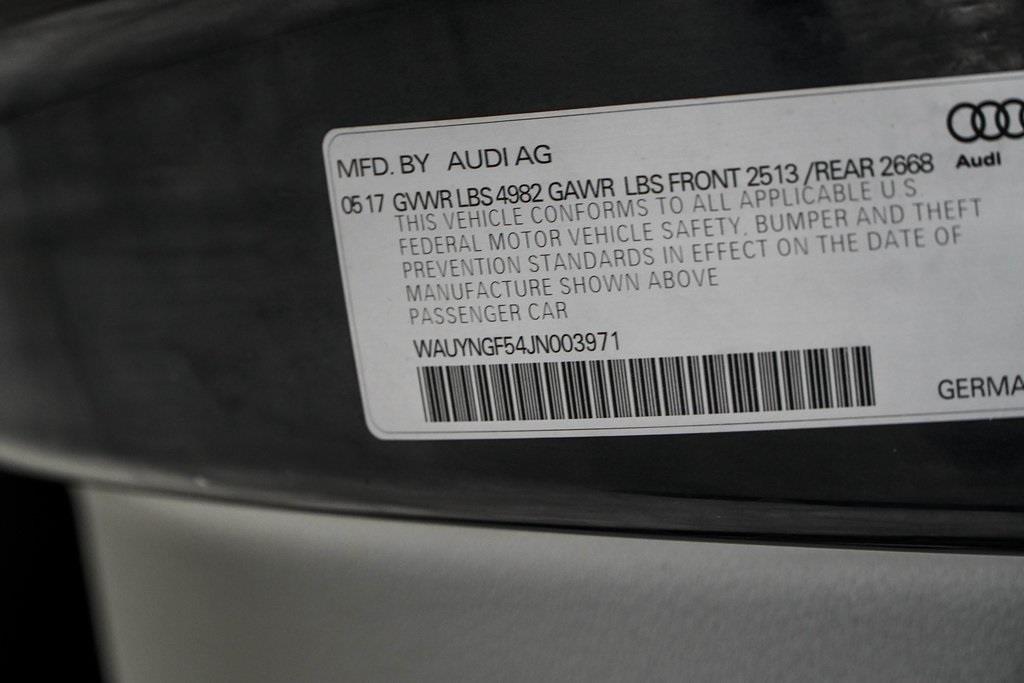 MFD. BY AUDI AG
Audi
05 17 GVWR LBS 4982 GAWR LBS FRONT 2513 /REAR 2668
THIS VEHICLE CONFORMS TO ALL APPLICABLE U S
FEDERAL MOTOR VEHICLE SAFETY, BUMPER AND THEFT
PREVENTION STANDARDS IN EFFECT ON THE DATE OF
MANUFACTURE SHOWN ABOVE
PASSENGER CAR
WAUYNGF54JN003971
GERMA